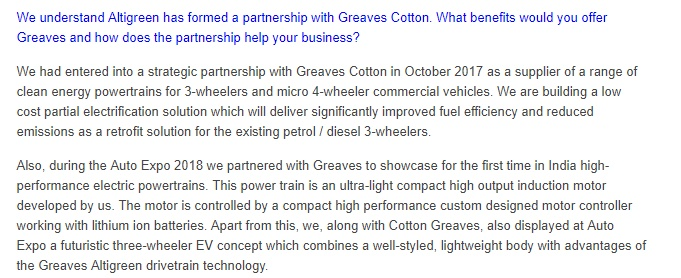 We understand Altigreen has formed a partnership with Greaves Cotton. What benefits would you offer
Greaves and how does the partnership help your business?
We had entered into a strategic partnership with Greaves Cotton in October 2017 as a supplier of a range of
clean energy powertrains for 3-wheelers and micro 4-wheeler commercial vehicles. We are building a low
cost partial electrification solution which will deliver significantly improved fuel efficiency and reduced
emissions as a retrofit solution for the existing petrol / diesel 3-wheelers.
Also, during the Auto Expo 2018 we partnered with Greaves to showcase for the first time in India high-
performance electric powertrains. This power train is an ultra-light compact high output induction motor
developed by us. The motor is controlled by a compact high performance custom designed motor controller
working with lithium ion batteries. Apart from this, we, along with Cotton Greaves, also displayed at Auto
Expo a futuristic three-wheeler EV concept which combines a well-styled, lightweight body with advantages of
the Greaves Altigreen drivetrain technology.